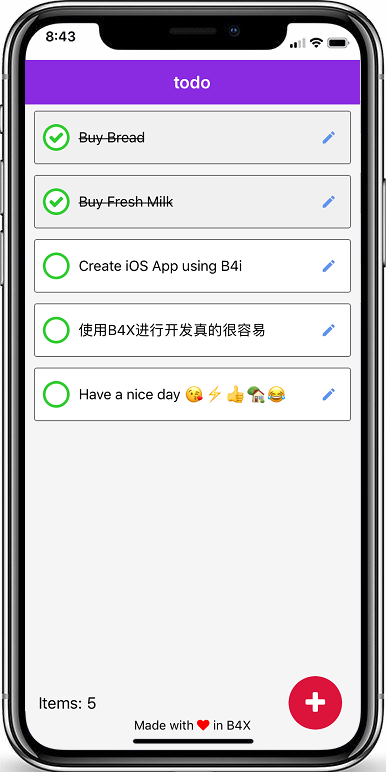 8:43
todo
Buy Bread
Buy Fresh Milk
Create iOS App using B4i
使用B4X进行开发真的很容易
Have a nice day 😘⚡👍🏡😂
Items: 5
Made with ❤ in B4X